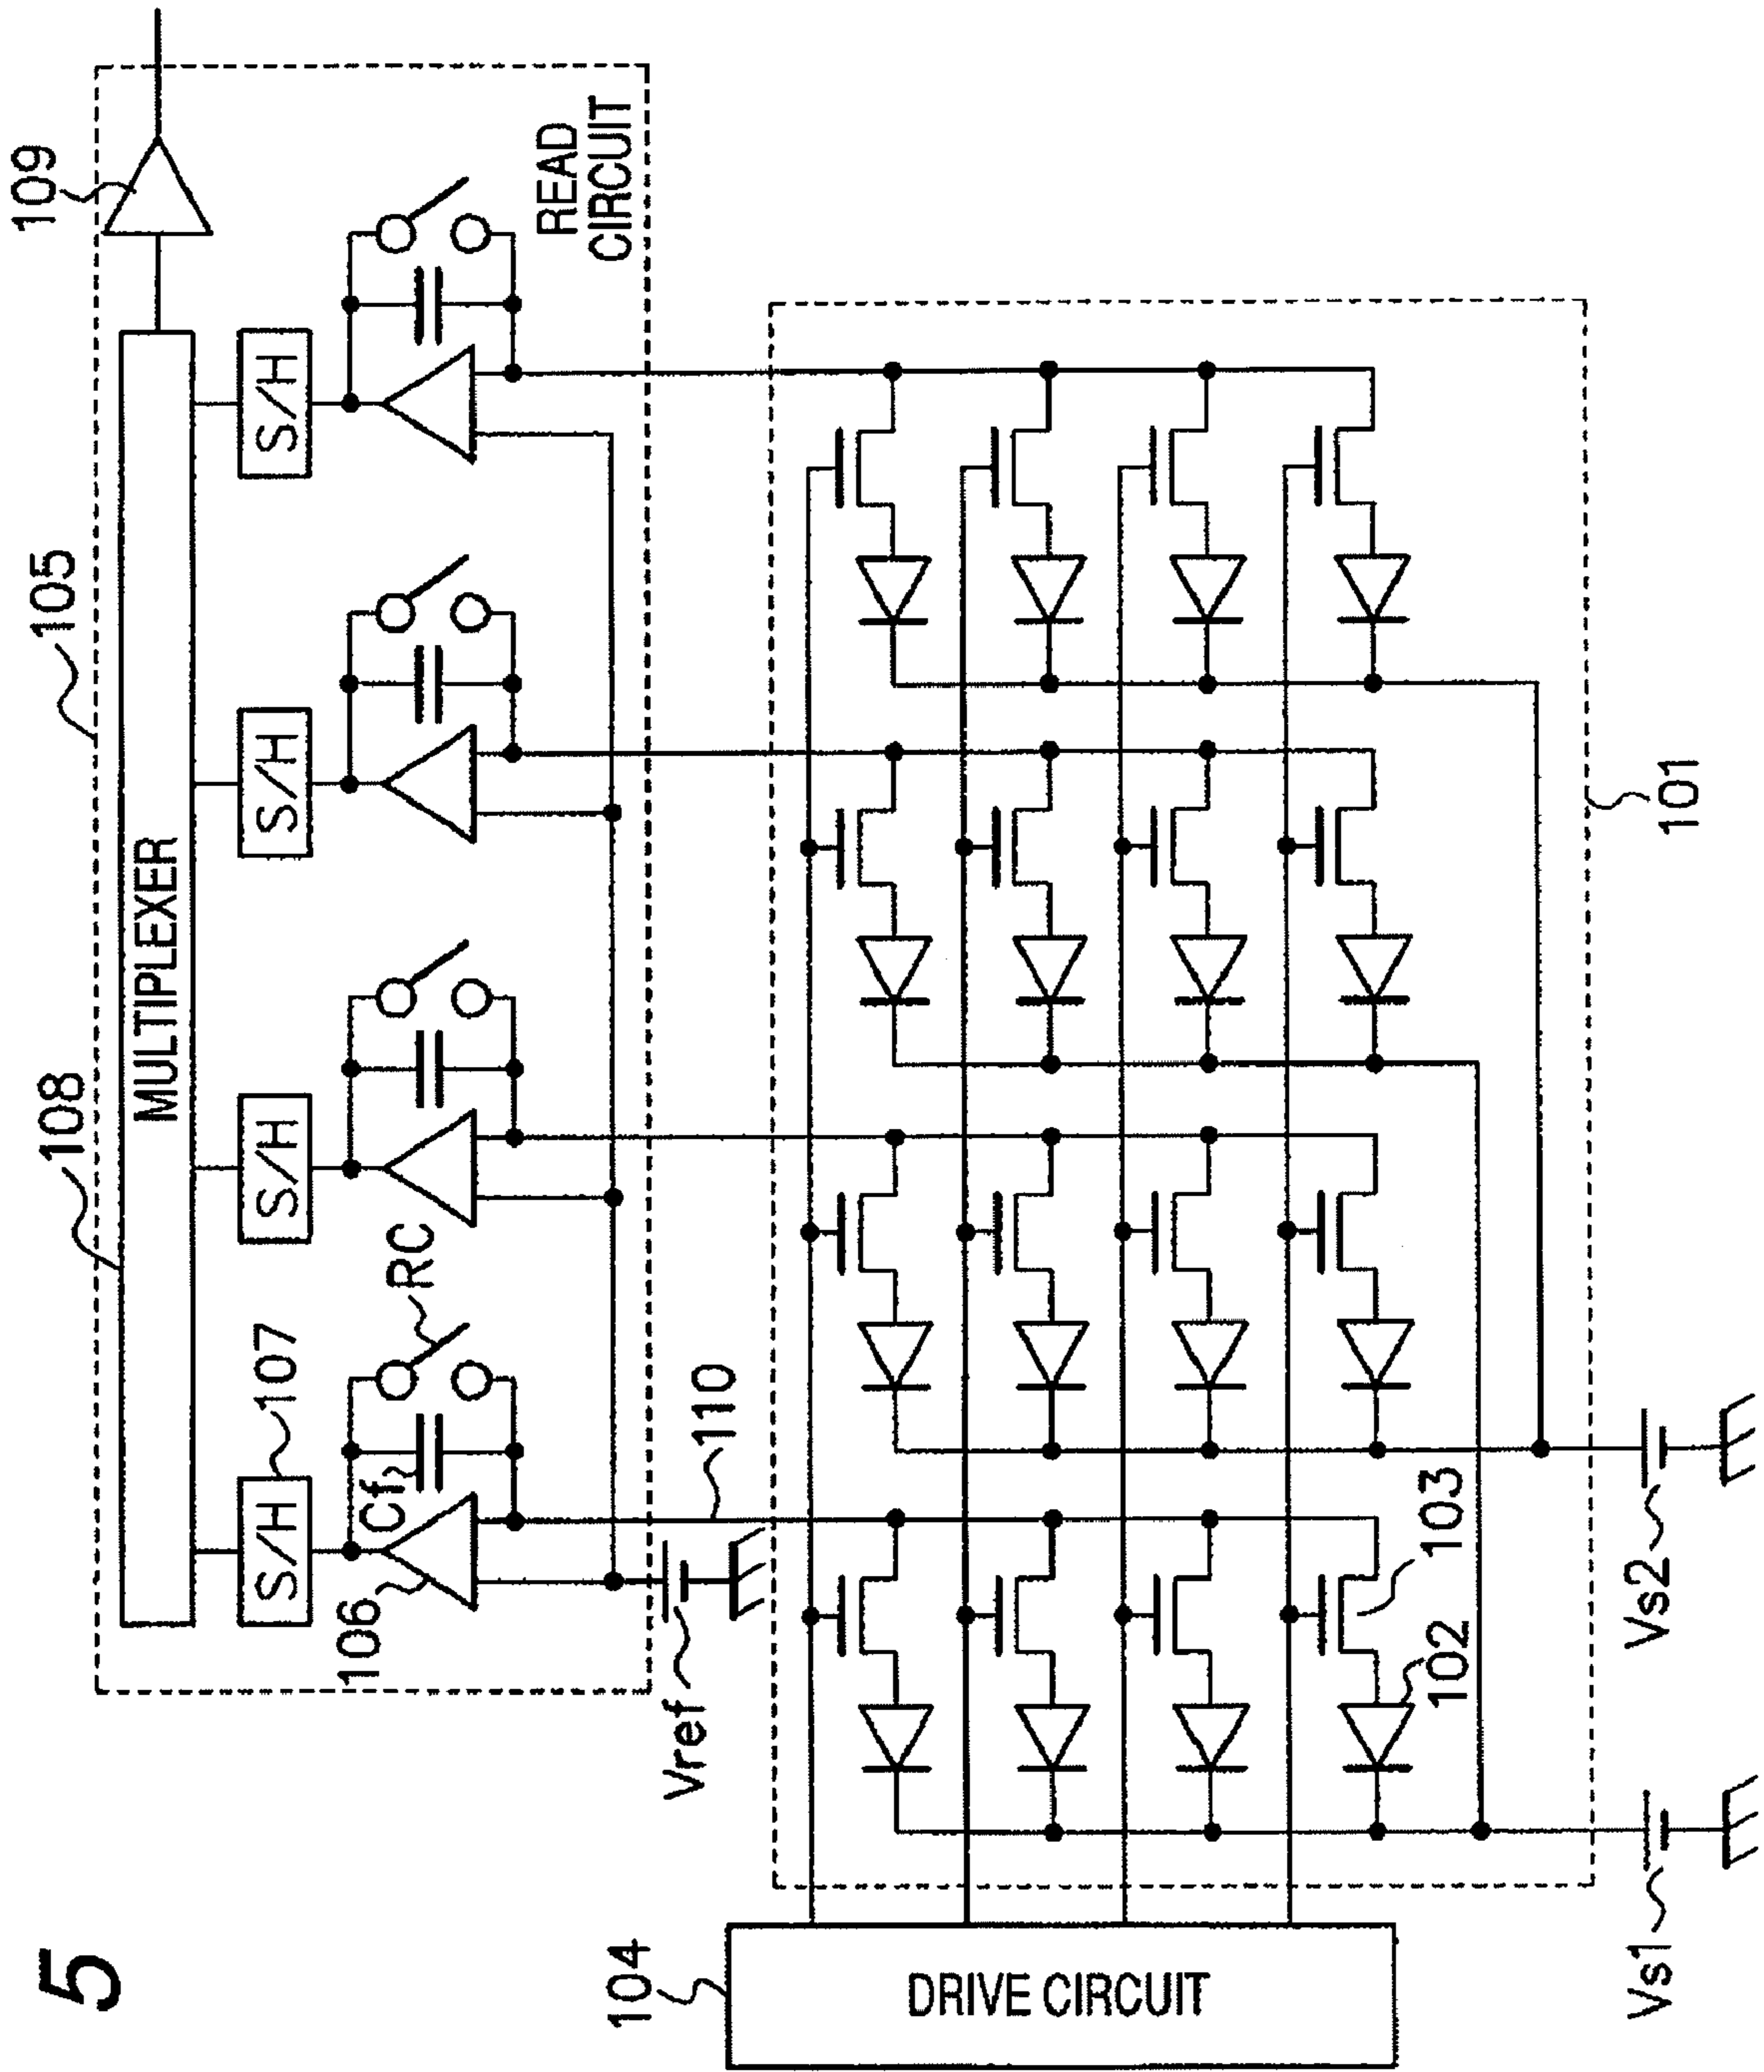 5
109
105
108
MULTIPLEXER
S/H
S/H
S/H
S/H
107
RC
Cf
106
READ
CIRCUIT
110
Vref
101
103
102
104
DRIVE CIRCUIT
Vs1
Vs2